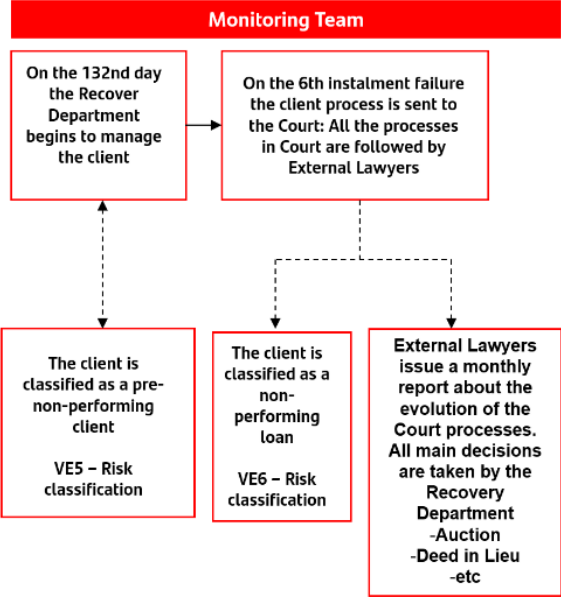 Monitoring Team
On the 132nd day
the Recover
Department
begins to manage
the client
On the 6th instalment failure
the client process is sent to
the Court: All the processes
in Court are followed by
External Lawyers
The client is
classified as a pre-
non-performing
client
VE5 – Risk
classification
The client is
classified as a
non-
performing
loan
VE6 – Risk
classification
External Lawyers
issue a monthly
report about the
evolution of the
Court processes.
All main decisions
are taken by the
Recovery
Department
-Auction
-Deed in Lieu
-etc